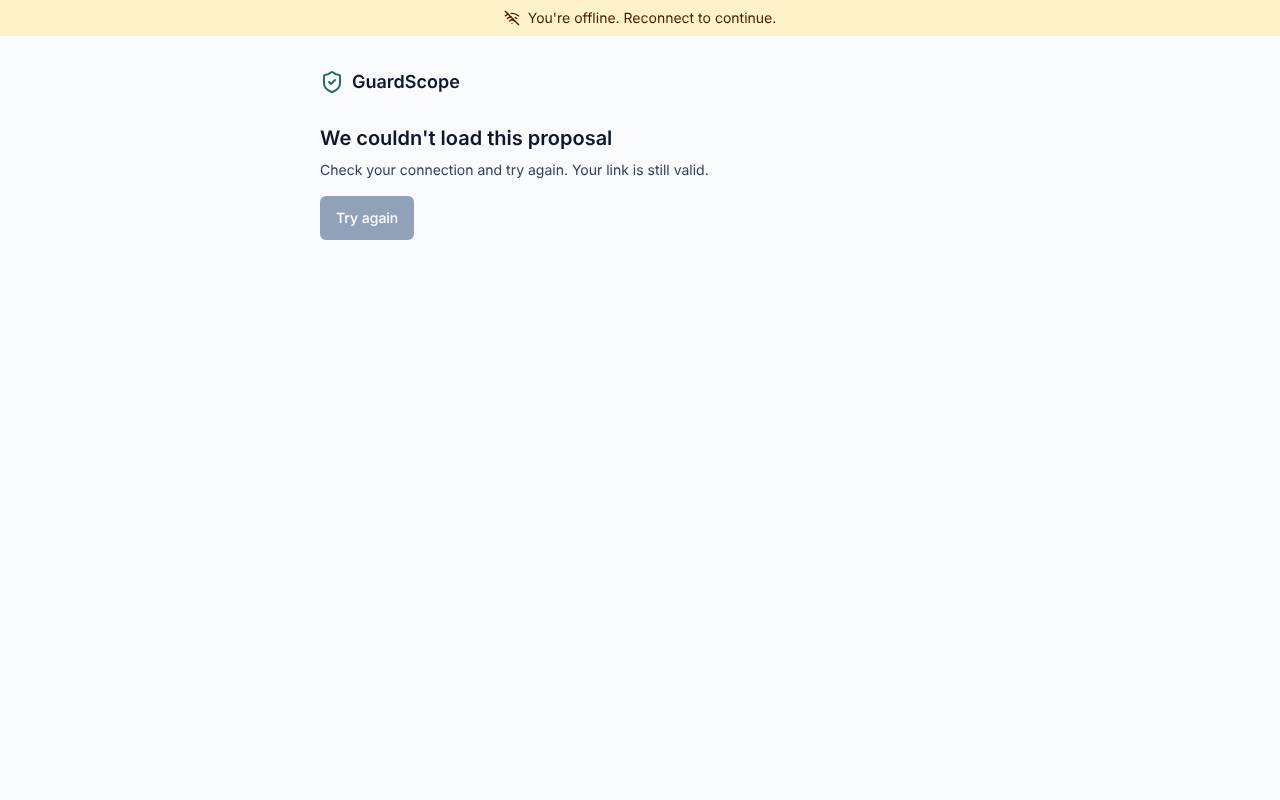 You're offline. Reconnect to continue.
GuardScope
We couldn't load this proposal
Check your connection and try again. Your link is still valid.
Try again